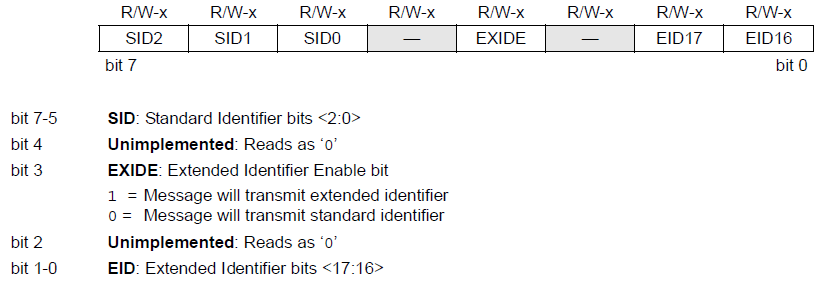 R/W-x R/W-x R/W-x R/W-x R/W-x R/W-x R/W-x R/W-x
SID2 SID1 SID0 — EXIDE — EID17 EID16
bit 7 bit 0
bit 7-5 SID: Standard Identifier bits <2:0>
bit 4 Unimplemented: Reads as ‘0’
bit 3 EXIDE: Extended Identifier Enable bit
1 = Message will transmit extended identifier
0 = Message will transmit standard identifier
bit 2 Unimplemented: Reads as ‘0’
bit 1-0 EID: Extended Identifier bits <17:16>